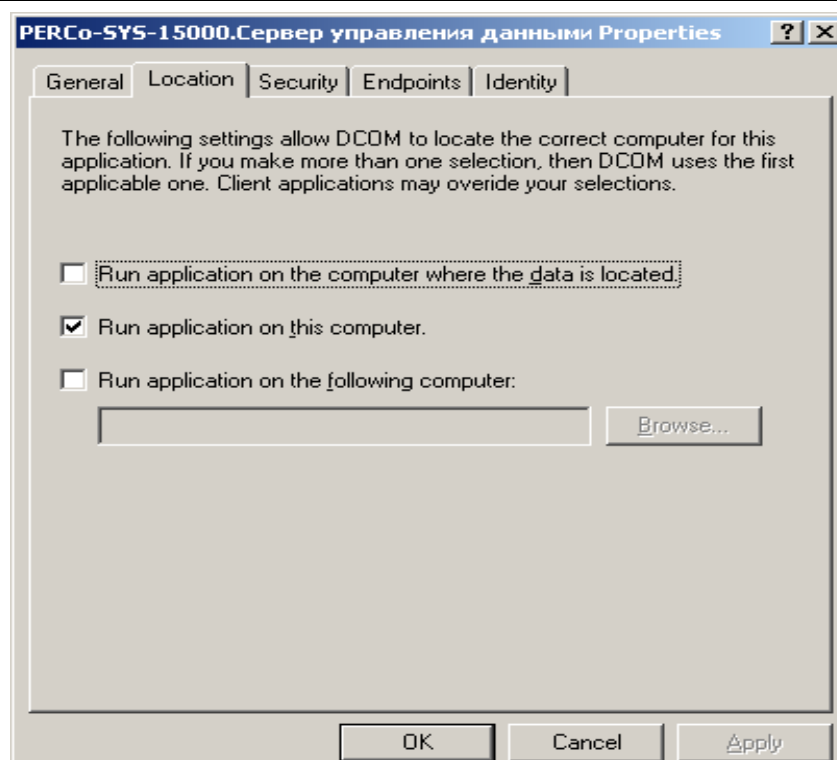 PERCo-SYS-15000.Сервер управления данными Properties
General Location Security Endpoints Identity
The following settings allow DCOM to locate the correct computer for this
application. If you make more than one selection, then DCOM uses the first
applicable one. Client applications may overide your selections.
Run application on the computer where the data is located.
Run application on this computer.
Run application on the following computer:
Browse...
OK Cancel Apply